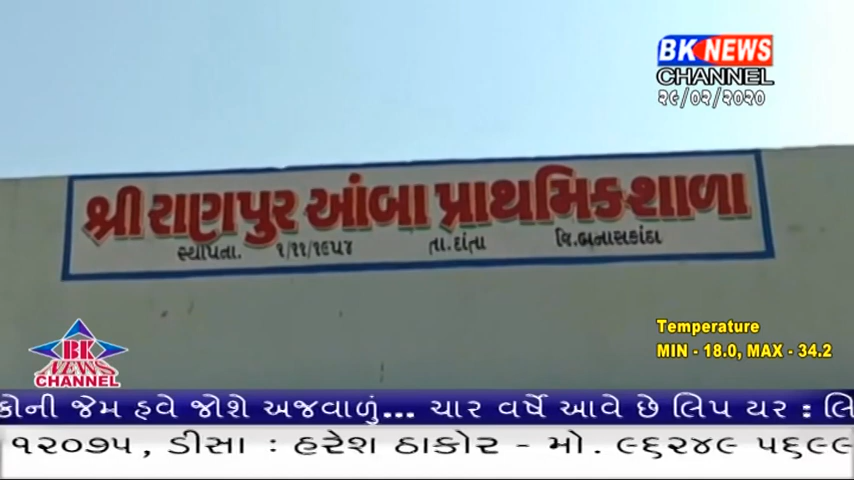 BK NEWS
CHANNEL
૨૯/૦૨/૨૦૨૦
શ્રી રાણપુર આંબા પ્રાથમિક શાળા
સ્થાપના. ૧/૧૧/૧૯૫૪ તા.દાંતા જિ.બનાસકાંઠા
Temperature
MIN - 18.0, MAX - 34.2
BK
NEWS
CHANNEL
કોની જેમ હવે જોશે અજવાળું... ચાર વર્ષે આવે છે લિપ યર : લિ
૧૨૦૭૫, ડીસા : હરેશ ઠાકોર - મો. ૯૬૨૪૯ ૫૬૯૯